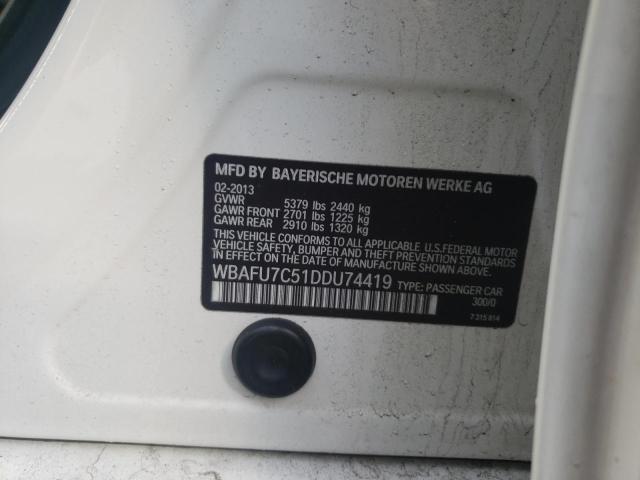 MFD BY BAYERISCHE MOTOREN WERKE AG
02-2013
GVWR 5379 lbs 2440 kg
GAWR FRONT 2701 lbs 1225 kg
GAWR REAR 2910 lbs 1320 kg
THIS VEHICLE CONFORMS TO ALL APPLICABLE U.S.FEDERAL MOTOR
VEHICLE SAFETY, BUMPER AND THEFT PREVENTION STANDARDS
IN EFFECT ON THE DATE OF MANUFACTURE SHOWN ABOVE.
WBAFU7C51DDU74419 TYPE: PASSENGER CAR
300/0
7 315 814